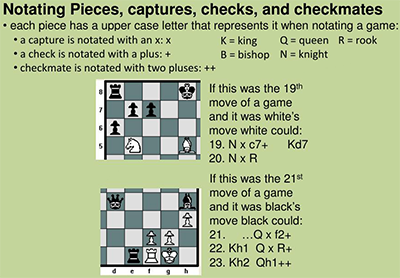 Notating Pieces, captures, checks, and checkmates
• each piece has a upper case letter that represents it when notating a game:
• a capture is notated with an x: x
K = king Q = queen R = rook
• a check is notated with a plus: +
B = bishop N = knight
• checkmate is notated with two pluses: ++
8
7
6
5
If this was the 19th
move of a game
and it was white's
move white could:
19. N x c7+ Kd7
20. N x R
If this was the 21st
move of a game
and it was black's
move black could:
21. ...Q x f2+
22. Kh1 Q x R+
23. Kh2 Qh1++
d e f g h